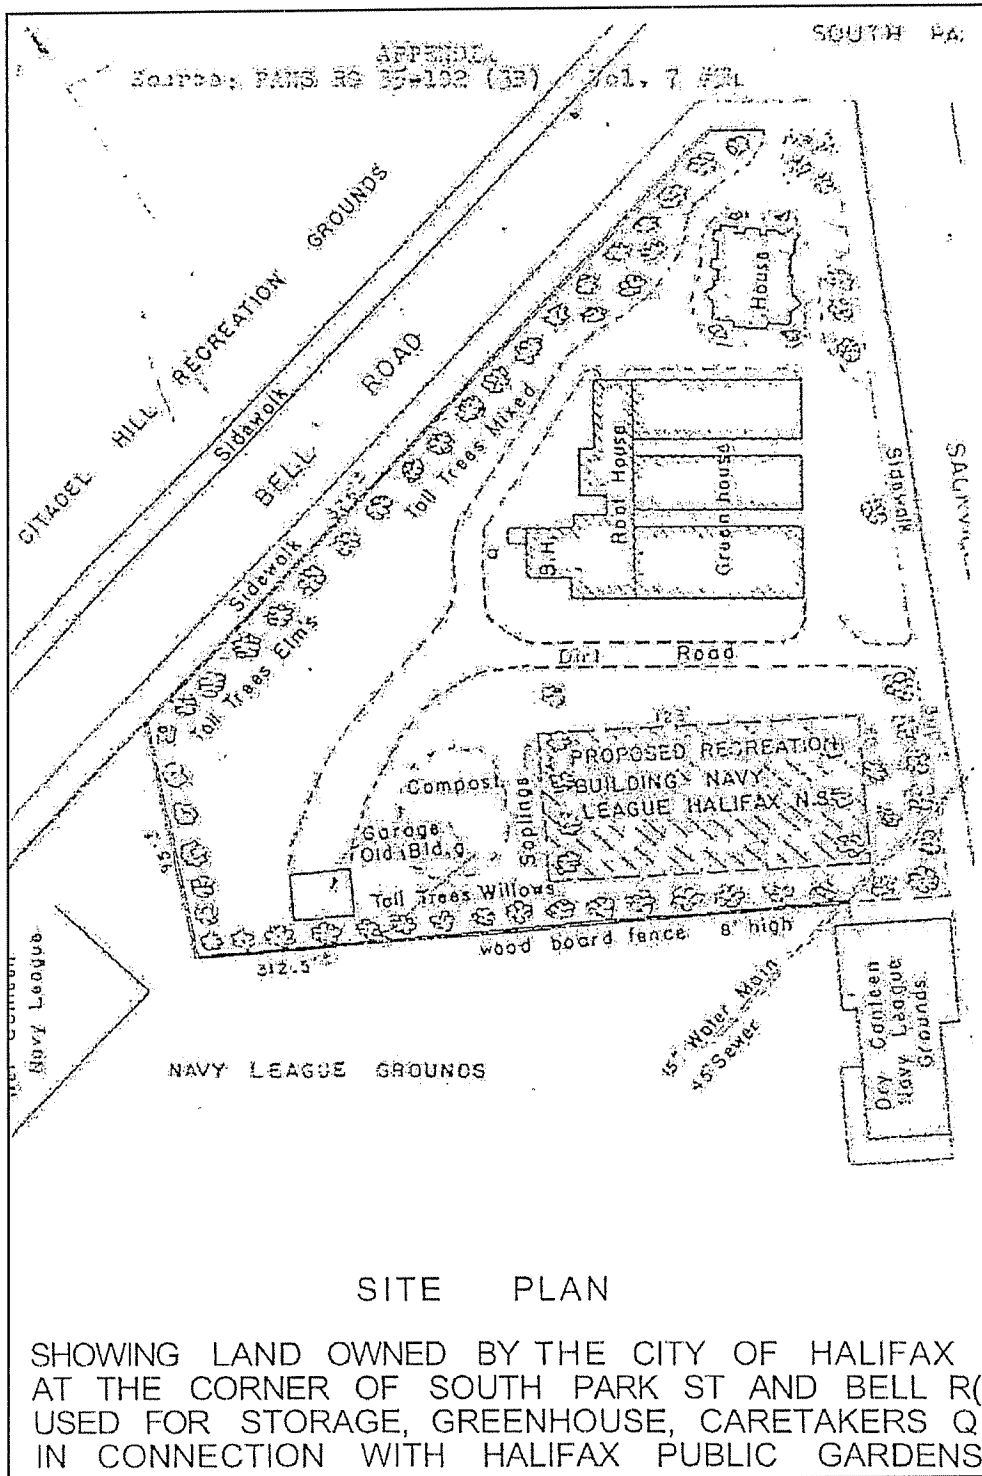 SOUTH PA
APPENDIX
Source: PANS RG 35-102 (3B) Vol. 7
CITADEL HILL RECREATION GROUNDS
Sidewalk
BELL ROAD
Sidewalk
Tall Trees Mixed
Tall Trees Elms
House
Root House
Green house
B.H.
Sidewalk
Dirt Road
Compost
Saplings
PROPOSED RECREATION
BUILDING NAVY
LEAGUE HALIFAX N.S.
Garage
Old Bld.g
Tall Trees Willows
wood board fence 8' high
312.5'
95'
Navy League
NAVY LEAGUE GROUNDS
15" Water Main
Sewer
Dry Canteen
Navy League
Grounds
SITE PLAN
SHOWING LAND OWNED BY THE CITY OF HALIFAX
AT THE CORNER OF SOUTH PARK ST AND BELL R(
USED FOR STORAGE, GREENHOUSE, CARETAKERS Q
IN CONNECTION WITH HALIFAX PUBLIC GARDENS